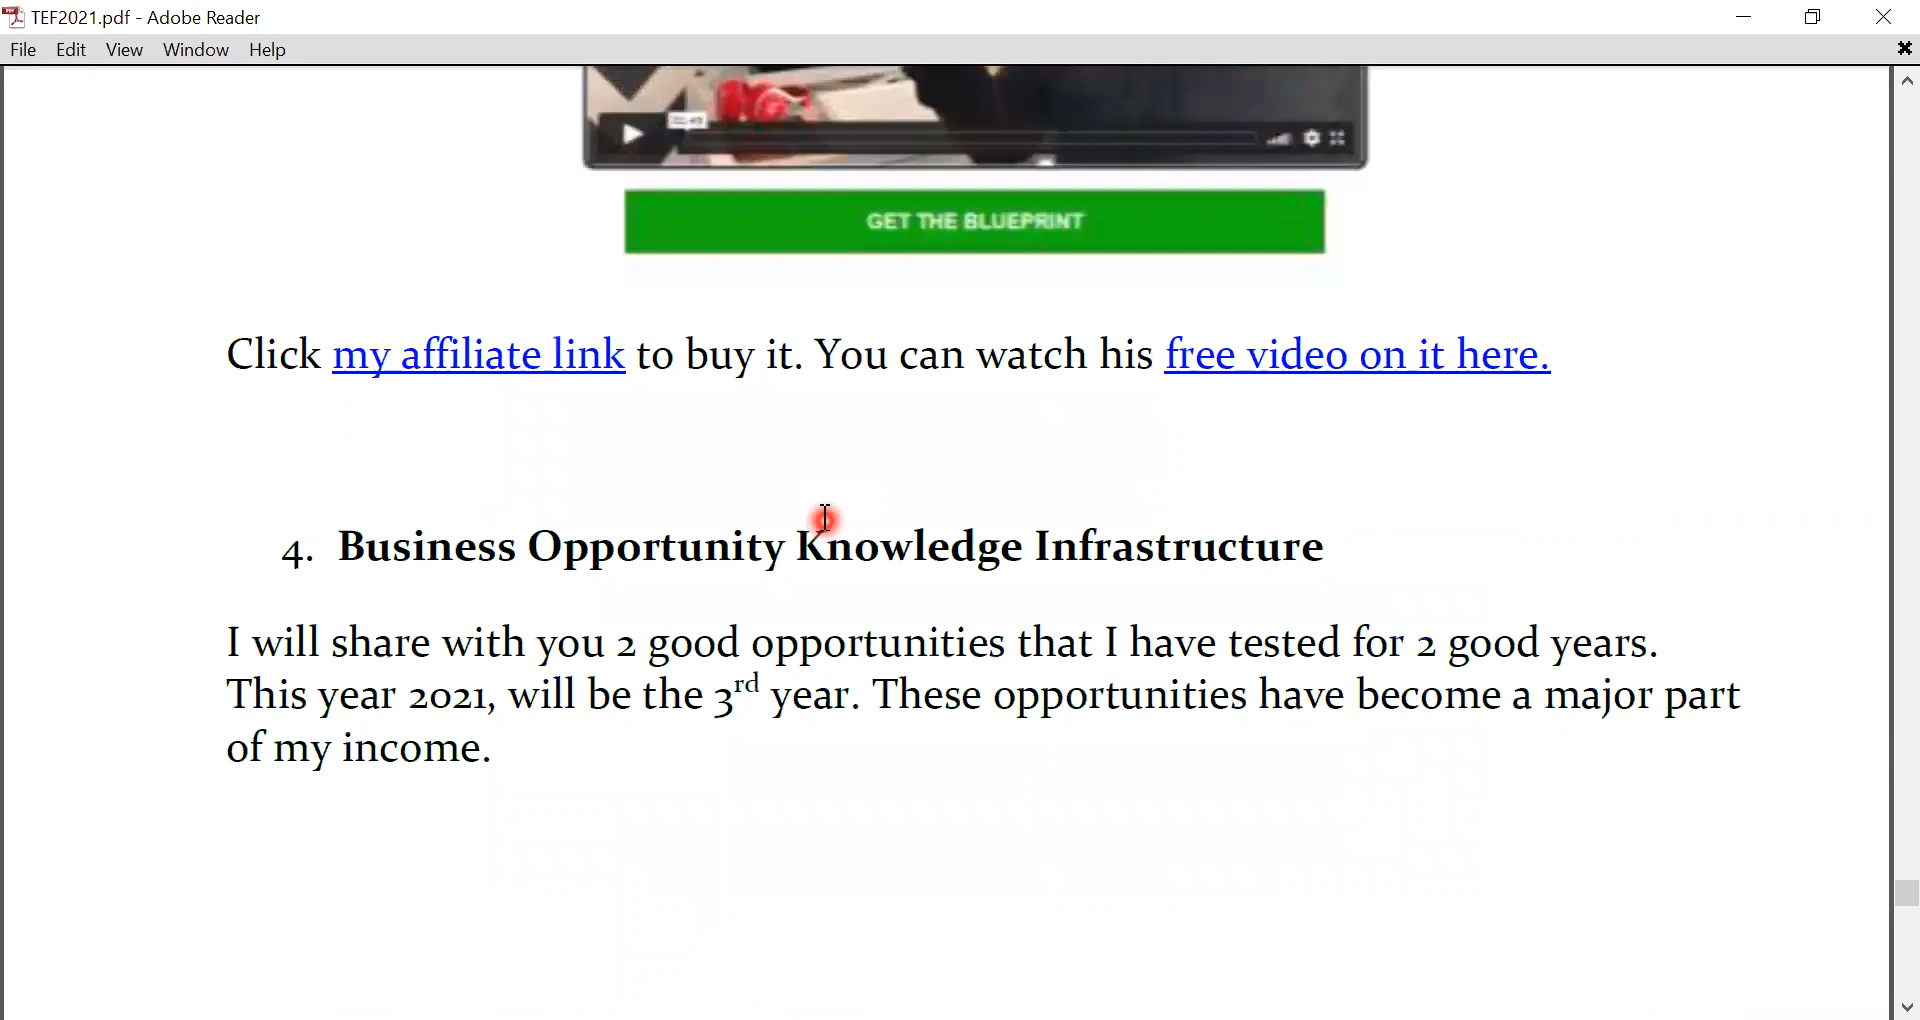 TEF2021.pdf - Adobe Reader
File Edit View Window Help
GET THE BLUEPRINT
Click my affiliate link to buy it. You can watch his free video on it here.
4. Business Opportunity Knowledge Infrastructure
I will share with you 2 good opportunities that I have tested for 2 good years.
This year 2021, will be the 3rd year. These opportunities have become a major part
of my income.